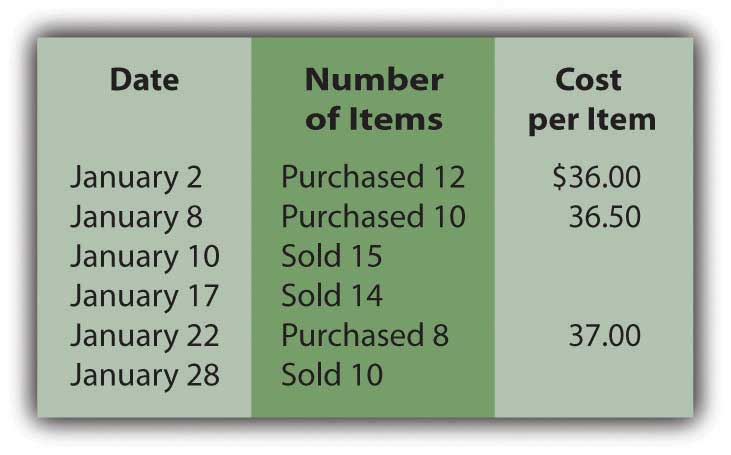 Date Number of Items Cost per Item
January 2 Purchased 12 $36.00
January 8 Purchased 10 36.50
January 10 Sold 15
January 17 Sold 14
January 22 Purchased 8 37.00
January 28 Sold 10